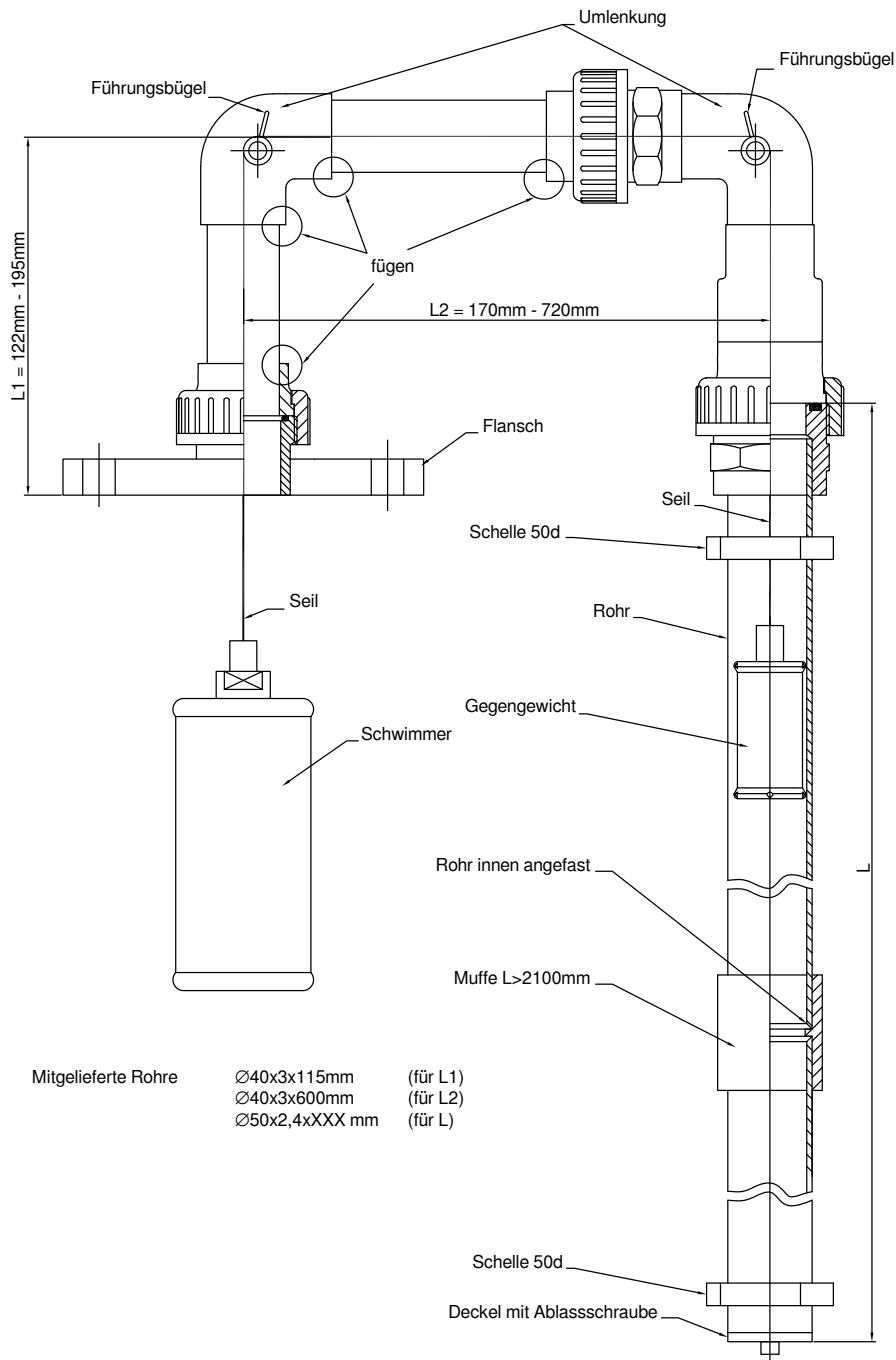 Umlenkung
Führungsbügel
Führungsbügel
L1 = 122mm - 195mm
fügen
L2 = 170mm - 720mm
Flansch
Seil
Schelle 50d
Seil
Rohr
Gegengewicht
Schwimmer
L
Rohr innen angefast
Muffe L>2100mm
Mitgelieferte Rohre ∅40x3x115mm (für L1)
∅40x3x600mm (für L2)
∅50x2,4xXXX mm (für L)
Schelle 50d
Deckel mit Ablassschraube